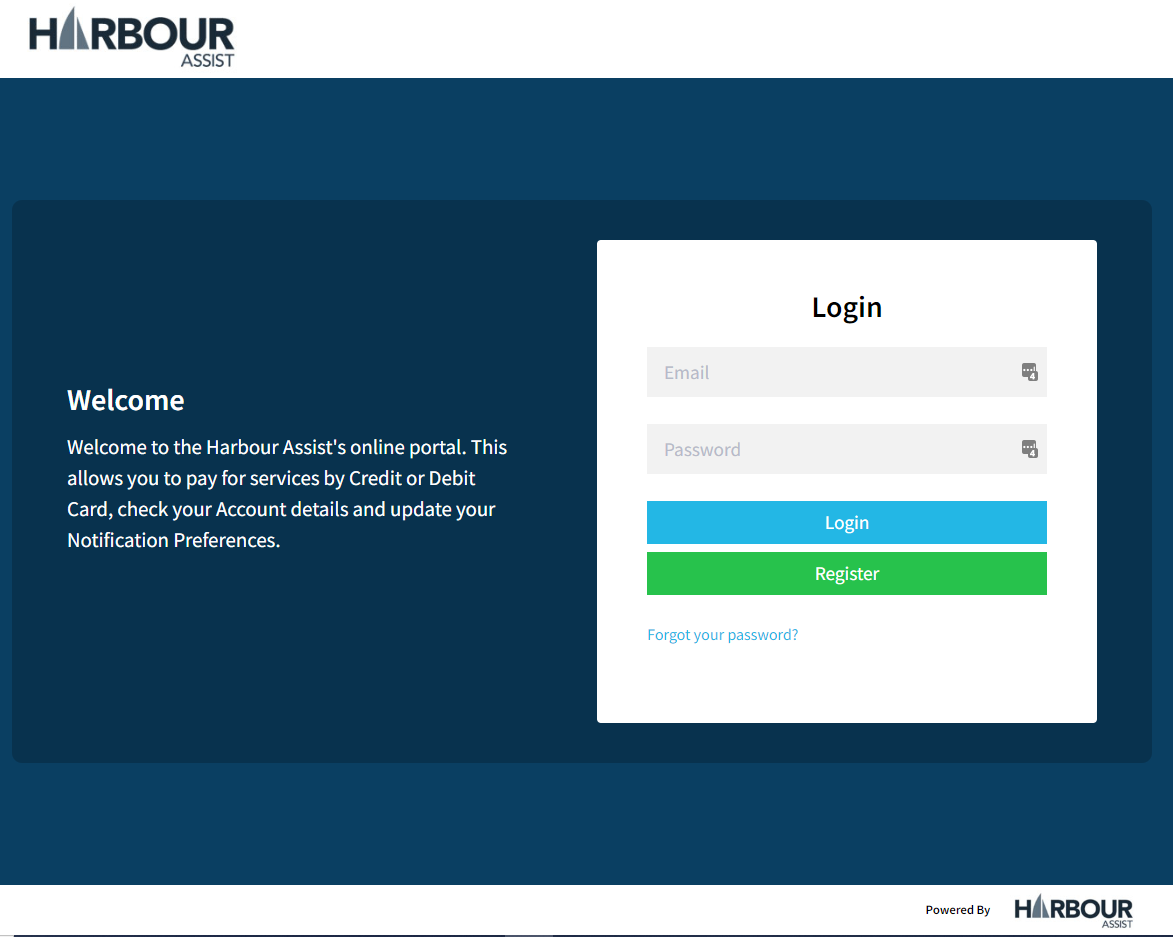 HARBOUR
ASSIST
Welcome
Welcome to the Harbour Assist's online portal. This
allows you to pay for services by Credit or Debit
Card, check your Account details and update your
Notification Preferences.
Login
Email
4
Password
4
Login
Register
Forgot your password?
Powered By
HARBOUR
ASSIST